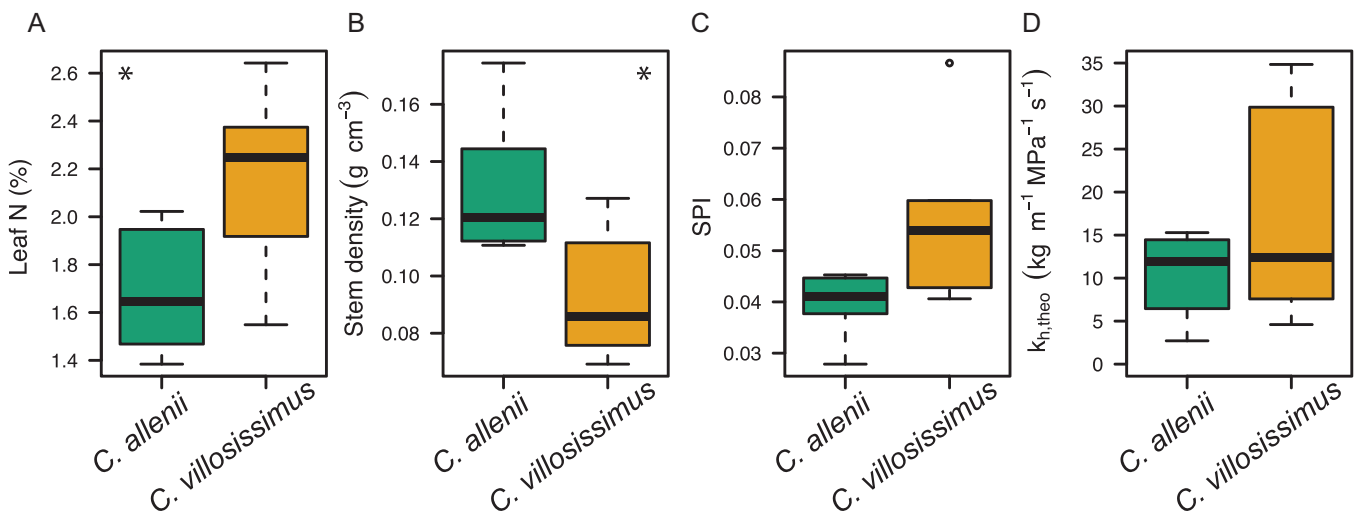 A
Leaf N (%)
2.6
2.4
2.2
2.0
1.8
1.6
1.4
*
C. allenii
C. villosissimus
B
Stem density (g cm⁻³)
0.16
0.14
0.12
0.10
0.08
*
C. allenii
C. villosissimus
C
SPI
0.08
0.07
0.06
0.05
0.04
0.03
C. allenii
C. villosissimus
D
kₕ,ₜₕₑₒ (kg m⁻¹ MPa⁻¹ s⁻¹)
35
30
25
20
15
10
5
0
C. allenii
C. villosissimus